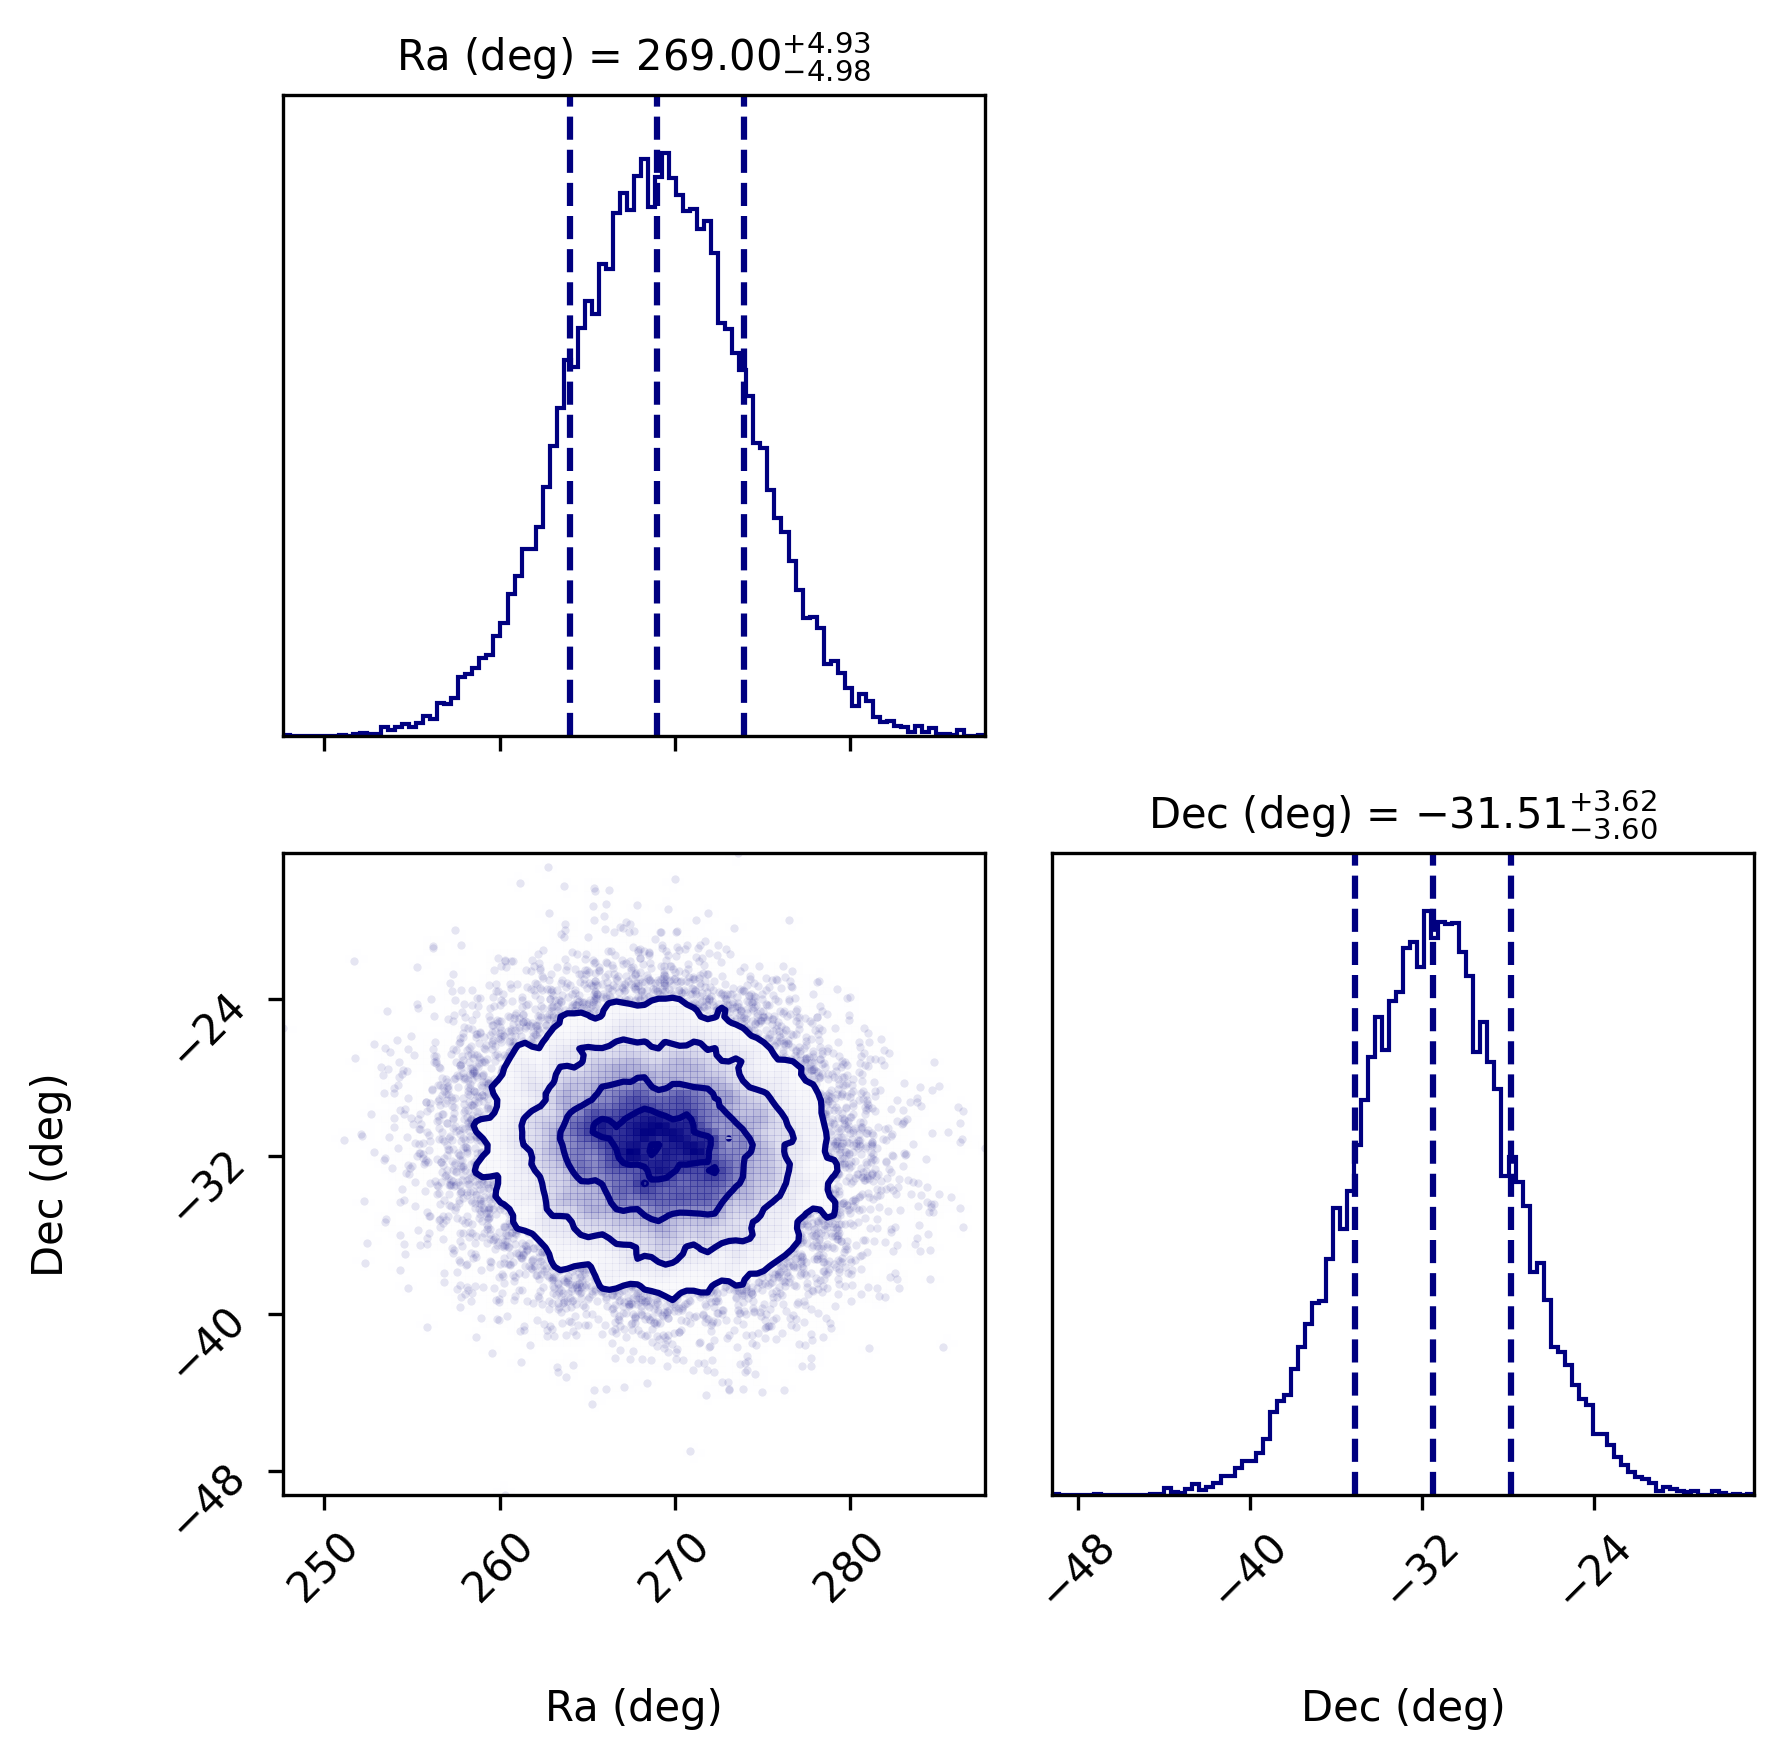 Ra (deg) = 269.00+4.93−4.98
Dec (deg) = −31.51+3.62−3.60
Dec (deg)
−24
−32
−40
−48
250 260 270 280
−48 −40 −32 −24
Ra (deg)
Dec (deg)